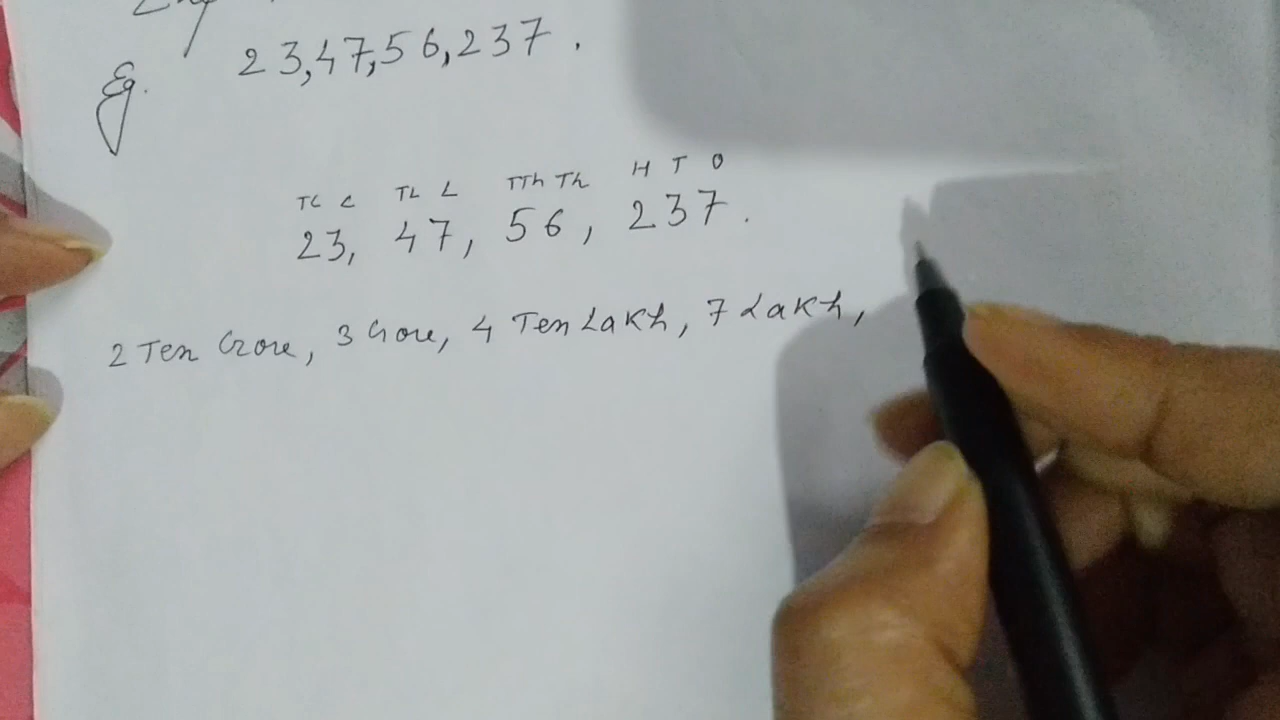 Eg. 23,47,56,237.
TC C TL L TTh Th H T O
23, 47, 56, 237.
2 Ten Crore, 3 Crore, 4 Ten Lakh, 7 Lakh,